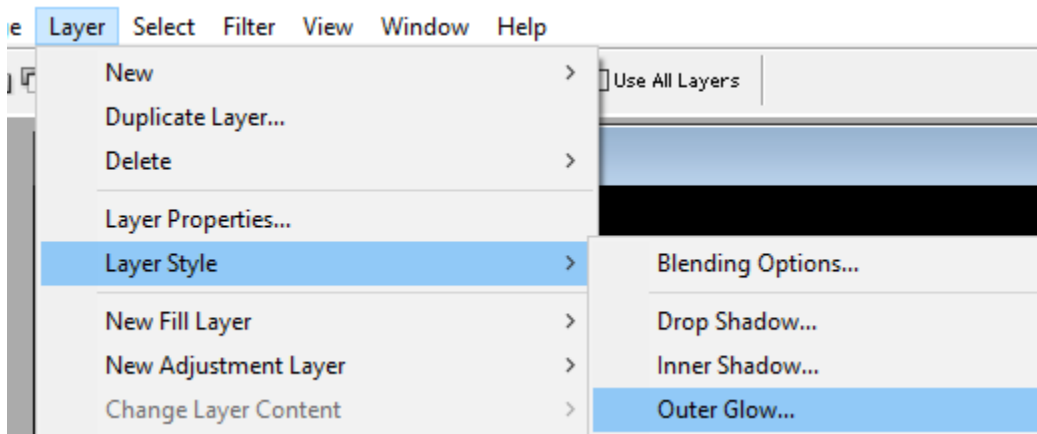 e Layer Select Filter View Window Help
New
Use All Layers
Duplicate Layer...
Delete
Layer Properties...
Layer Style
Blending Options...
New Fill Layer
Drop Shadow...
New Adjustment Layer
Inner Shadow...
Change Layer Content
Outer Glow...